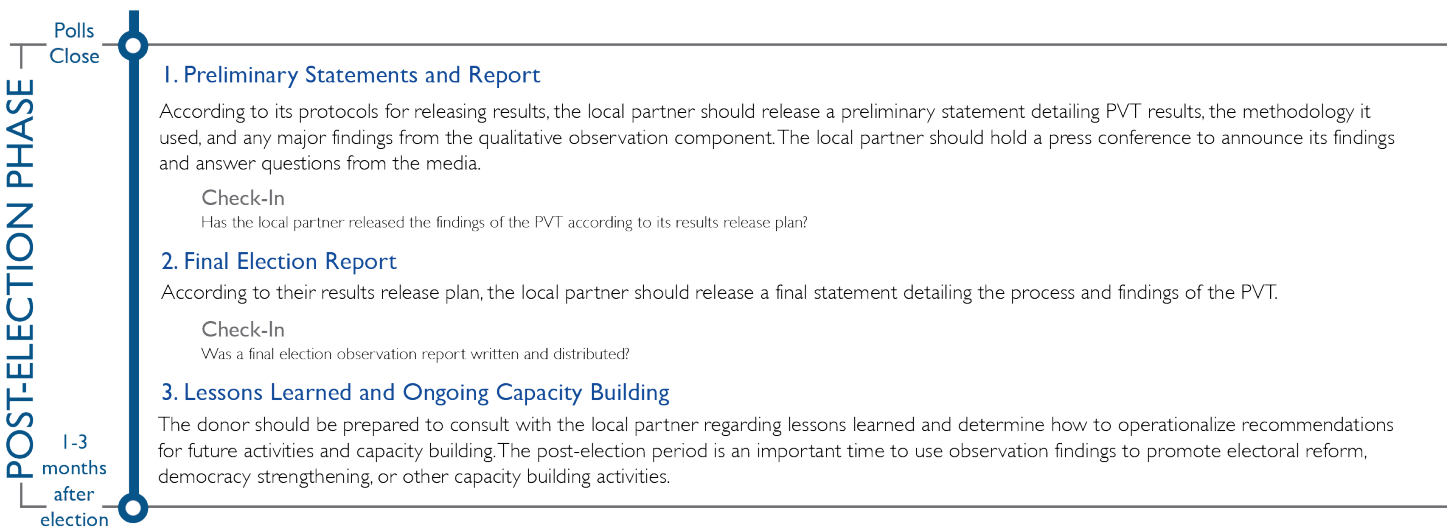 POST-ELECTION PHASE
Polls
Close
1. Preliminary Statements and Report
According to its protocols for releasing results, the local partner should release a preliminary statement detailing PVT results, the methodology it
used, and any major findings from the qualitative observation component. The local partner should hold a press conference to announce its findings
and answer questions from the media.
Check-In
Has the local partner released the findings of the PVT according to its results release plan?
2. Final Election Report
According to their results release plan, the local partner should release a final statement detailing the process and findings of the PVT.
Check-In
Was a final election observation report written and distributed?
3. Lessons Learned and Ongoing Capacity Building
The donor should be prepared to consult with the local partner regarding lessons learned and determine how to operationalize recommendations
for future activities and capacity building. The post-election period is an important time to use observation findings to promote electoral reform,
democracy strengthening, or other capacity building activities.
1-3
months
after
election